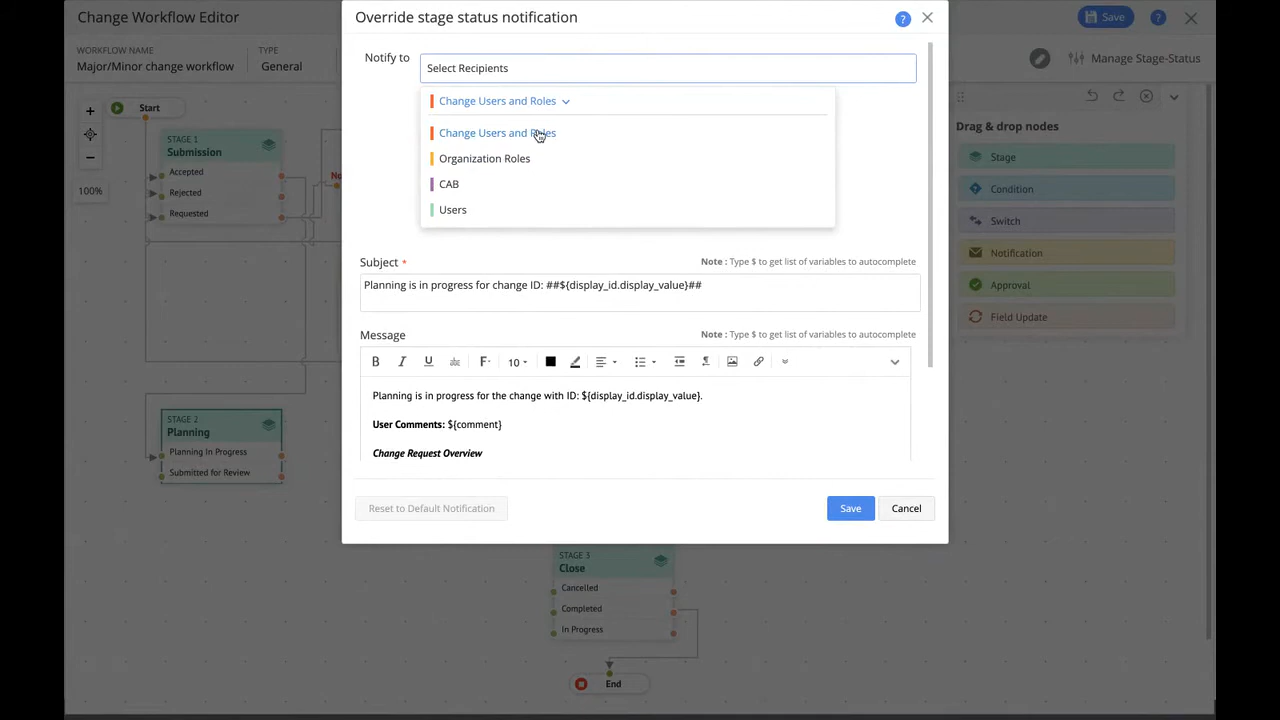 Change Workflow Editor
Save
WORKFLOW NAME
Major/Minor change workflow
TYPE
General
Manage Stage-Status
Override stage status notification
Notify to
Select Recipients
Change Users and Roles
Change Users and Roles
Organization Roles
CAB
Users
Subject *
Note : Type $ to get list of variables to autocomplete
Planning is in progress for change ID: ##${display_id.display_value}##
Message
Note : Type $ to get list of variables to autocomplete
B I U abc F 10
Planning is in progress for the change with ID: ${display_id.display_value}.
User Comments: ${comment}
Change Request Overview
Reset to Default Notification
Save
Cancel
100%
Start
STAGE 1
Submission
Accepted
Rejected
Requested
No
STAGE 2
Planning
Planning In Progress
Submitted for Review
STAGE 3
Close
Cancelled
Completed
In Progress
End
Drag & drop nodes
Stage
Condition
Switch
Notification
Approval
Field Update